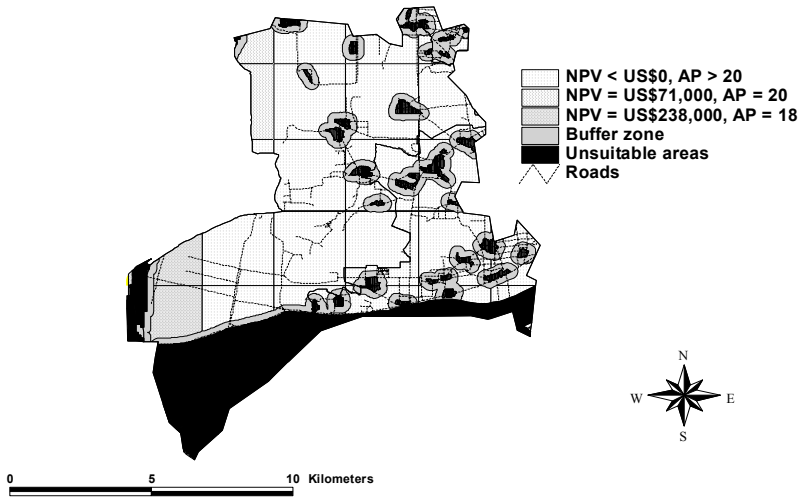 NPV < US$0, AP > 20
NPV = US$71,000, AP = 20
NPV = US$238,000, AP = 18
Buffer zone
Unsuitable areas
Roads
N
W E
S
0 5 10 Kilometers